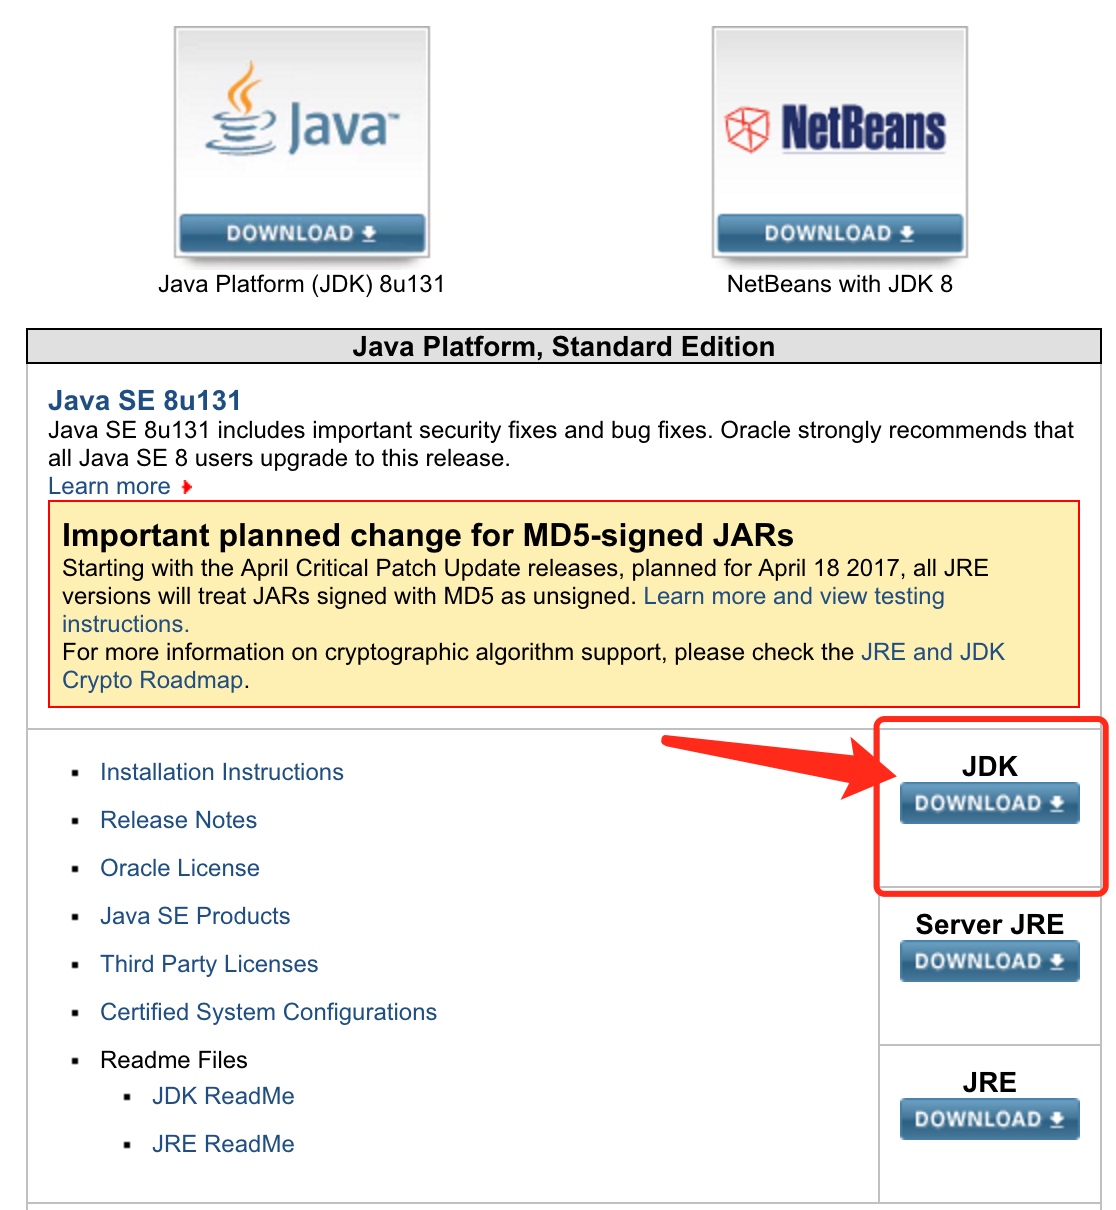 Java™
NetBeans
DOWNLOAD
DOWNLOAD
Java Platform (JDK) 8u131
NetBeans with JDK 8
Java Platform, Standard Edition
Java SE 8u131
Java SE 8u131 includes important security fixes and bug fixes. Oracle strongly recommends that
all Java SE 8 users upgrade to this release.
Learn more
Important planned change for MD5-signed JARs
Starting with the April Critical Patch Update releases, planned for April 18 2017, all JRE
versions will treat JARs signed with MD5 as unsigned. Learn more and view testing
instructions.
For more information on cryptographic algorithm support, please check the JRE and JDK
Crypto Roadmap.
Installation Instructions
Release Notes
Oracle License
Java SE Products
Third Party Licenses
Certified System Configurations
Readme Files
JDK ReadMe
JRE ReadMe
JDK
DOWNLOAD
Server JRE
DOWNLOAD
JRE
DOWNLOAD